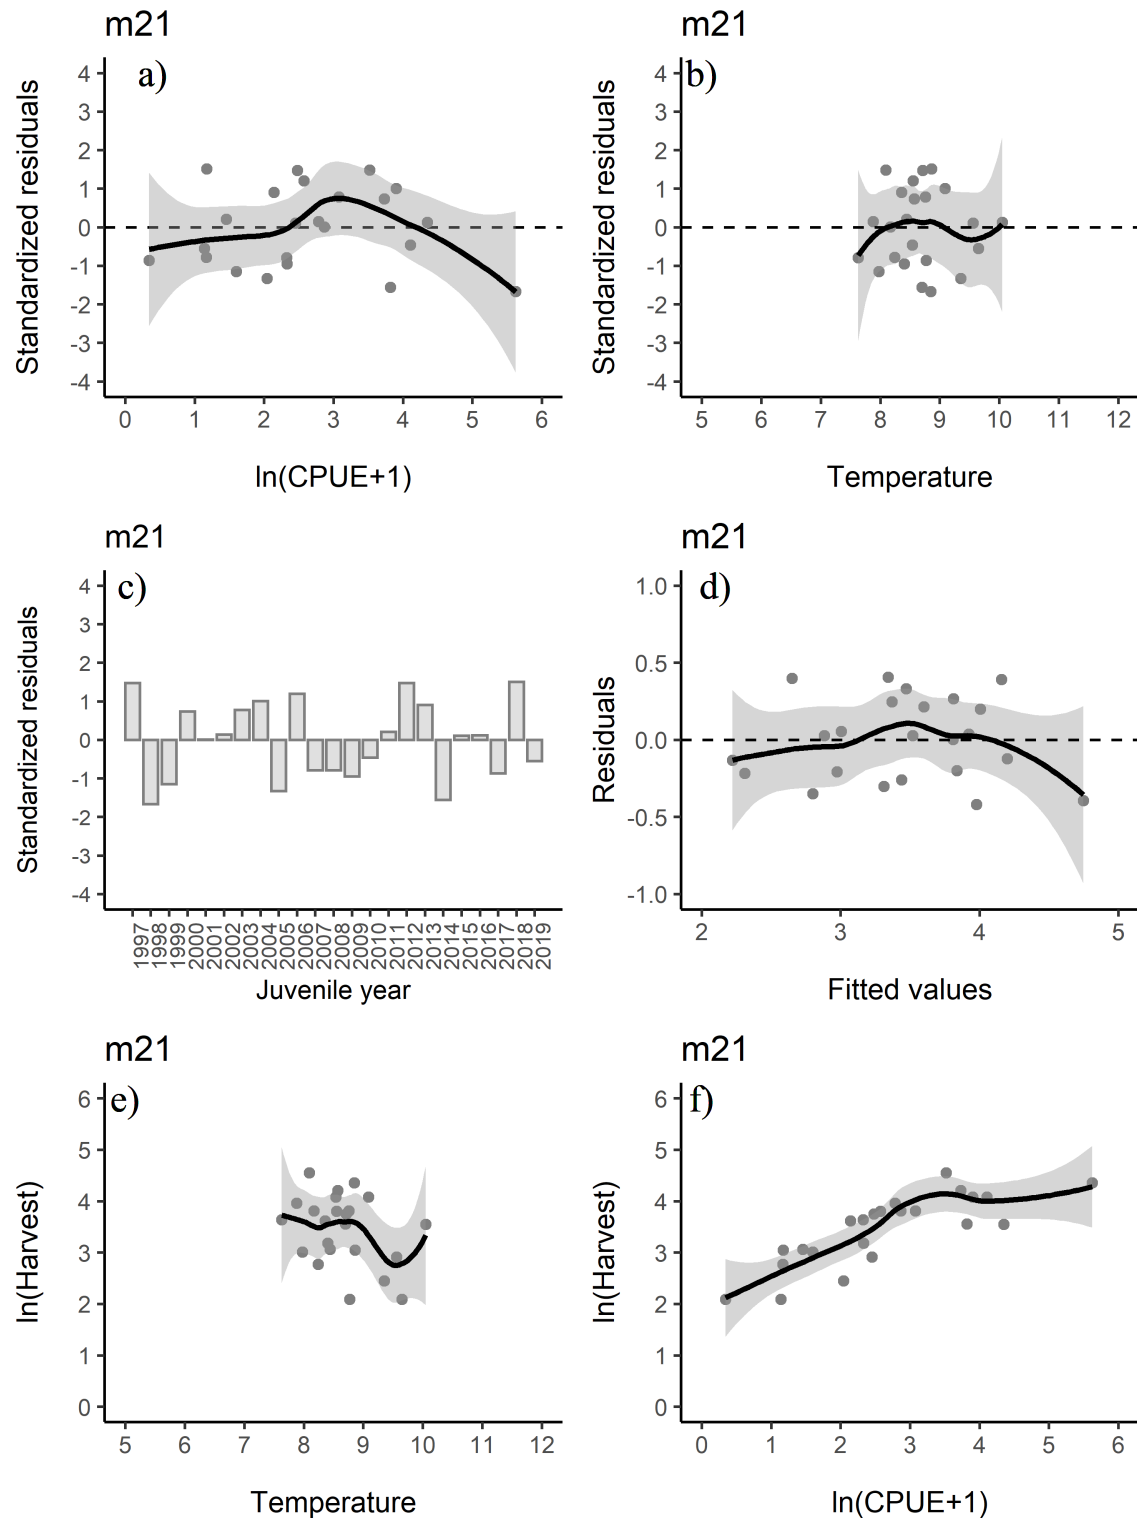 m21
a)
Standardized residuals
4
3
2
1
0
-1
-2
-3
-4
0 1 2 3 4 5 6
ln(CPUE+1)
m21
b)
Standardized residuals
4
3
2
1
0
-1
-2
-3
-4
5 6 7 8 9 10 11 12
Temperature
m21
c)
Standardized residuals
4
3
2
1
0
-1
-2
-3
-4
1997 1998 1999 2000 2001 2002 2003 2004 2005 2006 2007 2008 2009 2010 2011 2012 2013 2014 2015 2016 2017 2018 2019
Juvenile year
m21
d)
Residuals
1.0
0.5
0.0
-0.5
-1.0
2 3 4 5
Fitted values
m21
e)
ln(Harvest)
6
5
4
3
2
1
0
5 6 7 8 9 10 11 12
Temperature
m21
f)
ln(Harvest)
6
5
4
3
2
1
0
0 1 2 3 4 5 6
ln(CPUE+1)